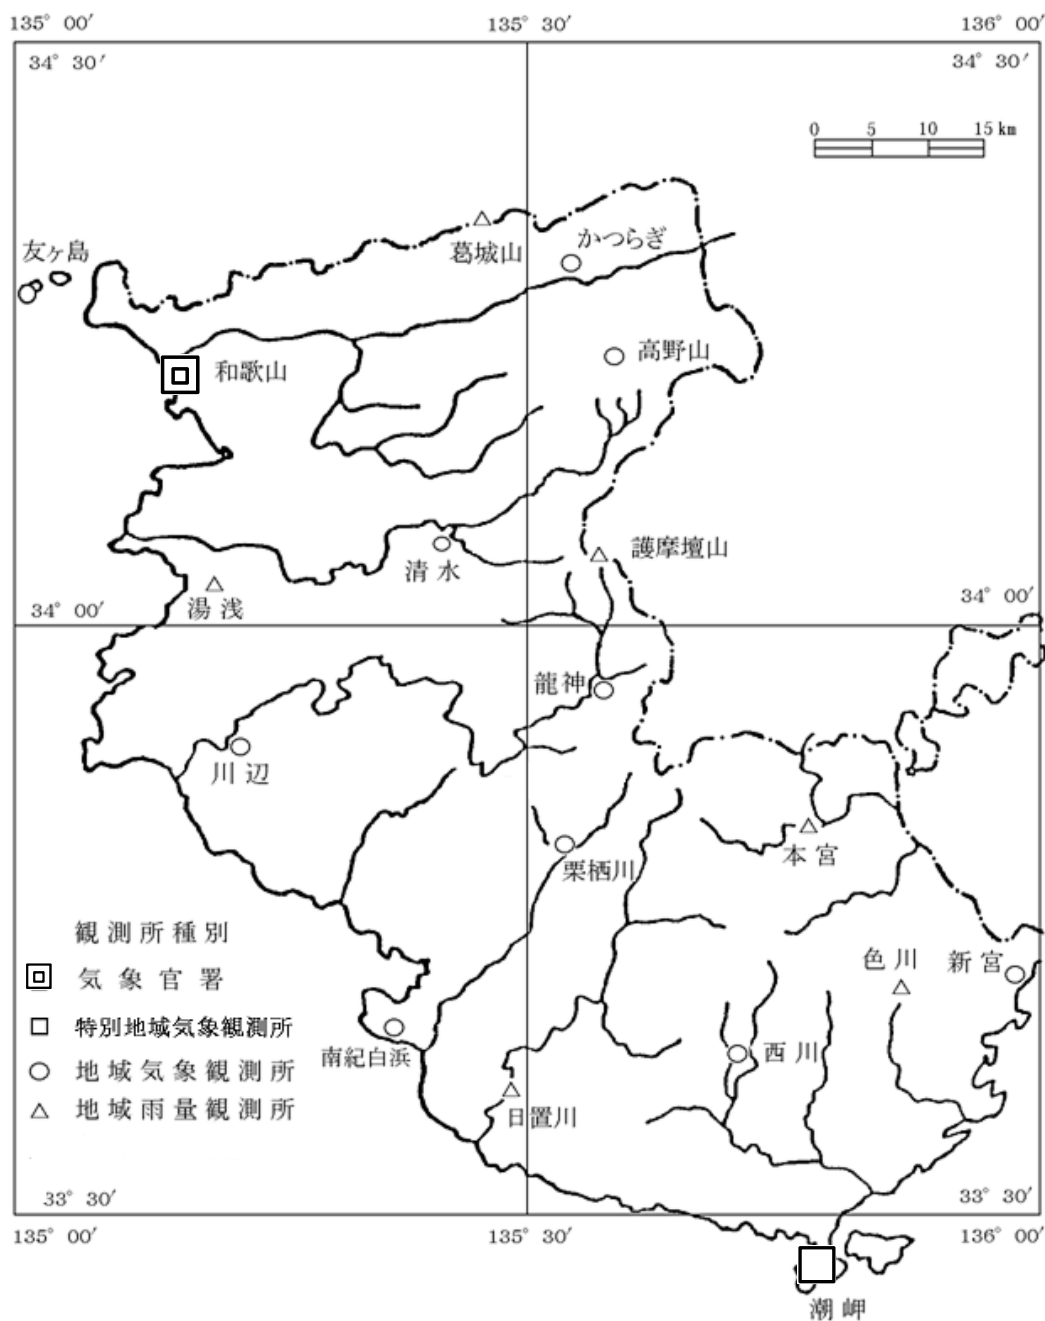 135° 00′
135° 30′
136° 00′
34° 30′
34° 30′
0 5 10 15 km
葛城山
かつらぎ
友ヶ島
高野山
和歌山
護摩壇山
清水
湯浅
34° 00′
34° 00′
龍神
川辺
本宮
栗栖川
観測所種別
気象官署
特別地域気象観測所
地域気象観測所
地域雨量観測所
色川
新宮
南紀白浜
西川
日置川
33° 30′
33° 30′
135° 00′
135° 30′
136° 00′
潮岬